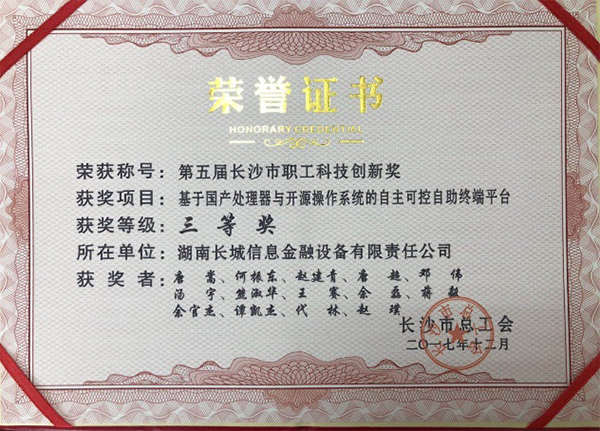 荣誉证书
HONORARY CREDENTIAL
荣获称号：第五届长沙市职工科技创新奖
获奖项目：基于国产处理器与开源操作系统的自主可控自助终端平台
获奖等级：三等奖
所在单位：湖南长城信息金融设备有限责任公司
获奖者：唐嵩、何振东、赵建青、唐超、邓伟
汤宇、熊淑华、王赛、余磊、蒋毅
余官志、谭凯杰、代林、赵璞
长沙市总工会
二〇一七年十二月